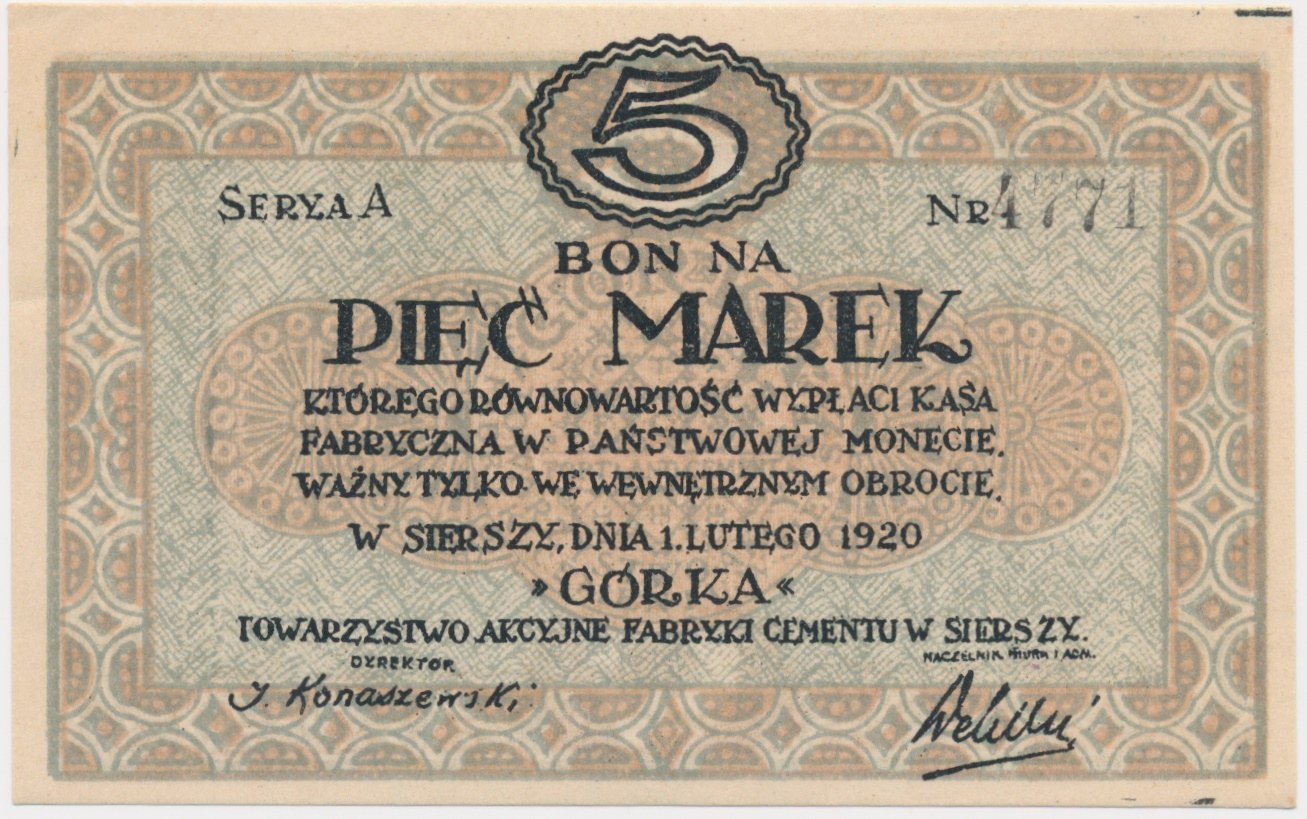 5
SERYA A
NR 4771
BON NA
PIĘĆ MAREK
KTÓREGO RÓWNOWARTOŚĆ WYPŁACI KASA
FABRYCZNA W PAŃSTWOWEJ MONECIE.
WAŻNY TYLKO WE WEWNĘTRZNYM OBROCIE.
W SIERSZY, DNIA 1. LUTEGO 1920
»GÓRKA«
TOWARZYSTWO AKCYJNE FABRYKI CEMENTU W SIERSZY.
DYREKTOR
NACZELNIK BIURA I ADM.
J. Konaszewski